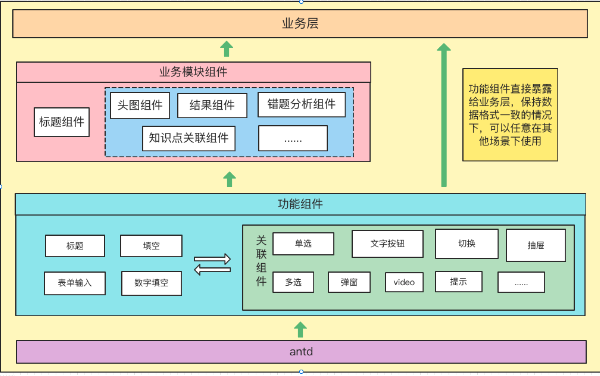 业务层
业务模块组件
标题组件
头图组件
结果组件
错题分析组件
知识点关联组件
......
功能组件直接暴露
给业务层，保持数
据格式一致的情况
下，可以任意在其
他场景下使用
功能组件
标题
填空
表单输入
数字填空
关
联
组
件
单选
文字按钮
切换
抽屉
多选
弹窗
video
提示
......
antd